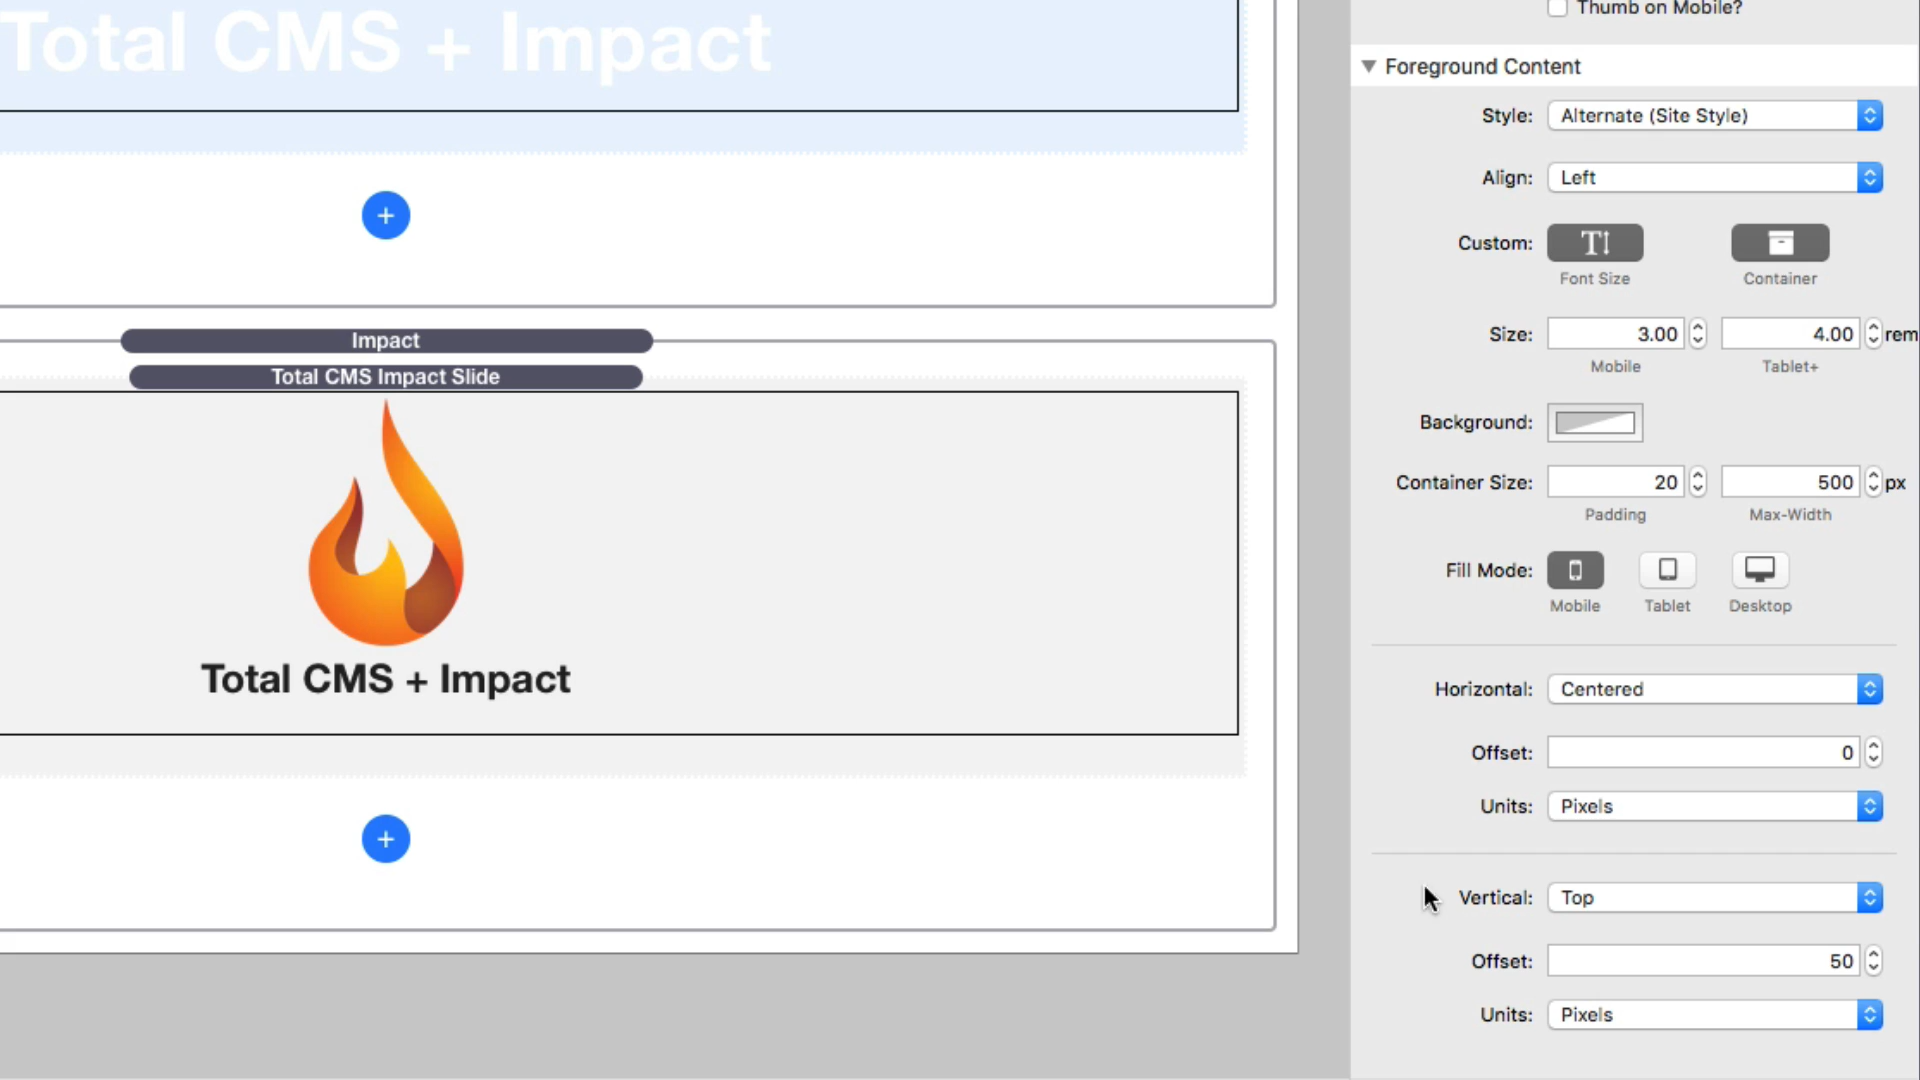 Total CMS + Impact
+
Impact
Total CMS Impact Slide
Total CMS + Impact
+
Thumb on Mobile?
Foreground Content
Style: Alternate (Site Style)
Align: Left
Custom:
Font Size Container
Size: 3.00 4.00 rem
Mobile Tablet+
Background:
Container Size: 20 500 px
Padding Max-Width
Fill Mode:
Mobile Tablet Desktop
Horizontal: Centered
Offset: 0
Units: Pixels
Vertical: Top
Offset: 50
Units: Pixels